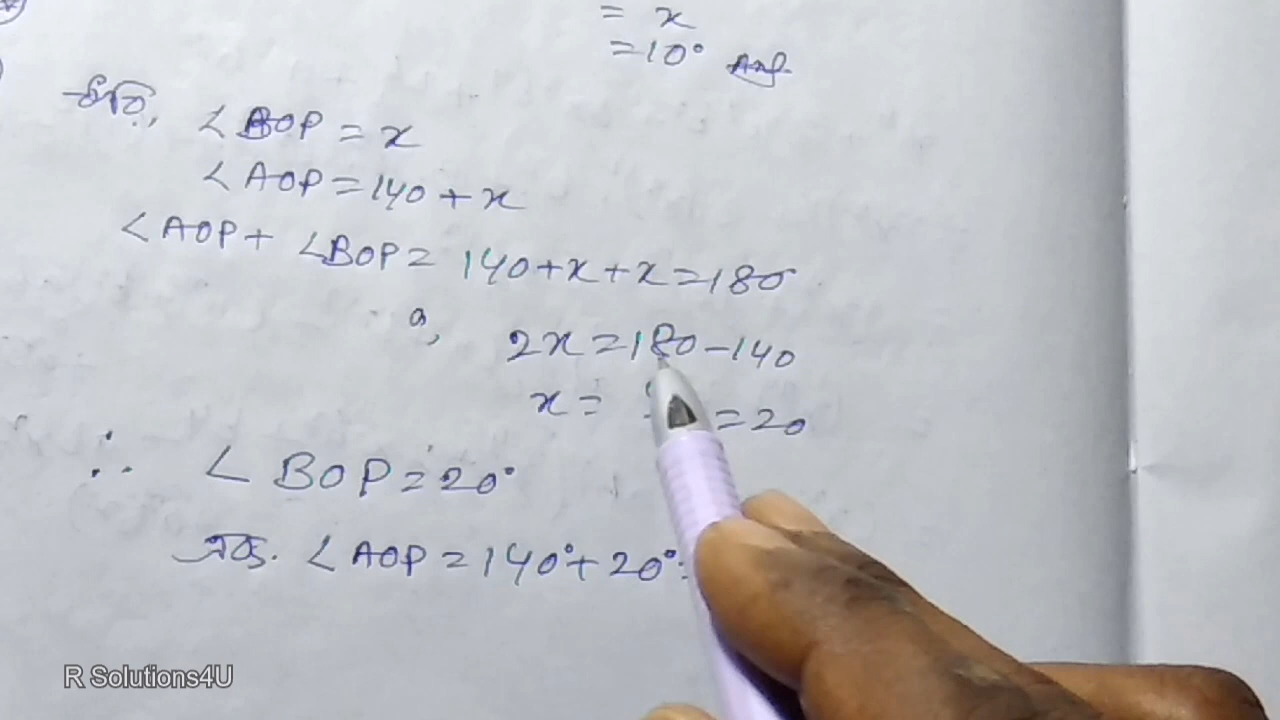 = x
= 10° Ans.
ধরি, ∠BOP = x
∠AOP = 140 + x
∠AOP + ∠BOP = 140 + x + x = 180
a, 2x = 180 - 140
x = = 20
∴ ∠BOP = 20°
এবং ∠AOP = 140° + 20° =
R Solutions4U